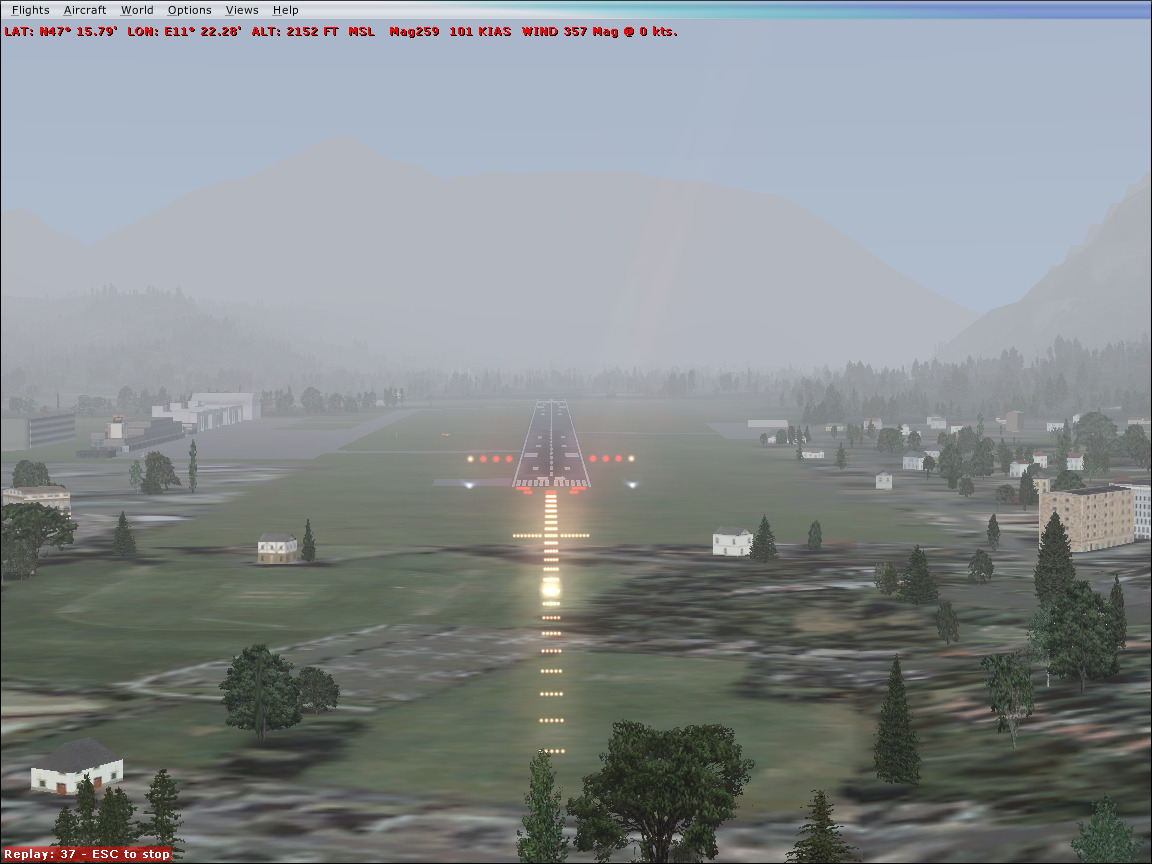 Flights Aircraft World Options Views Help
LAT: N47° 15.79' LON: E11° 22.28' ALT: 2152 FT MSL Mag259 101 KIAS WIND 357 Mag @ 0 kts.
Replay: 37 - ESC to stop